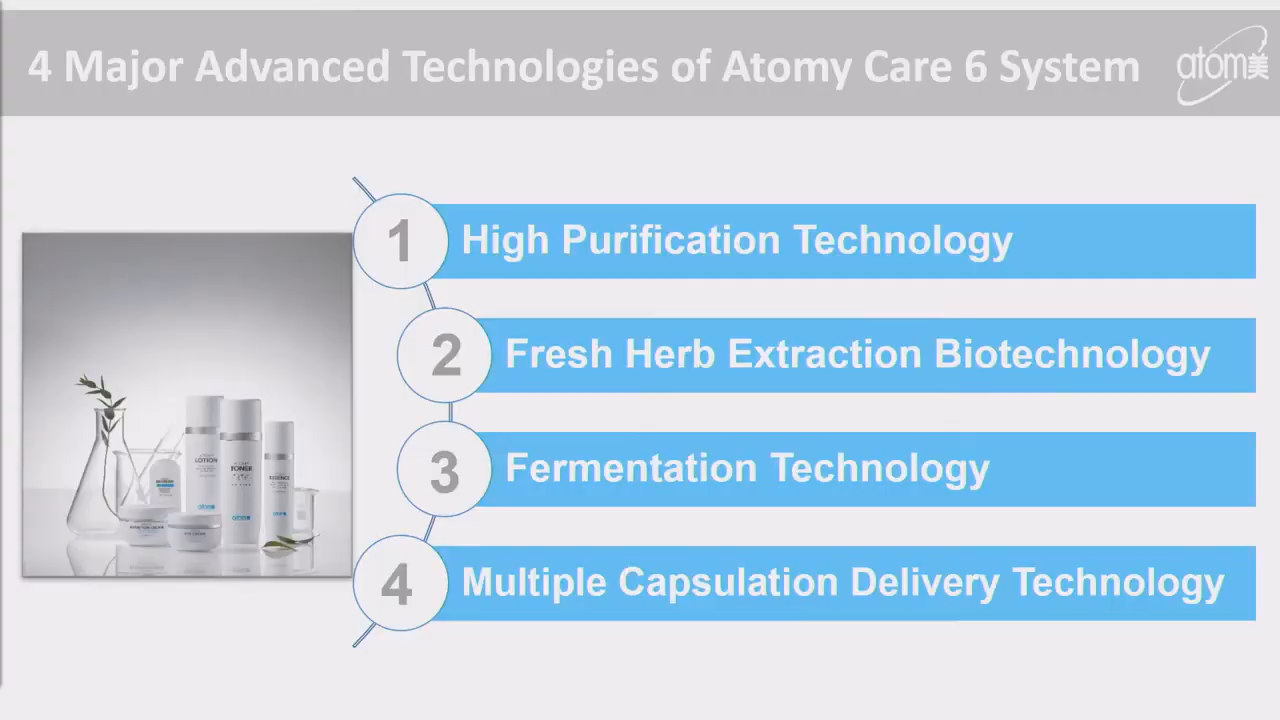 4 Major Advanced Technologies of Atomy Care 6 System
atom美
1 High Purification Technology
2 Fresh Herb Extraction Biotechnology
3 Fermentation Technology
4 Multiple Capsulation Delivery Technology
LOTION
TONER
ESSENCE